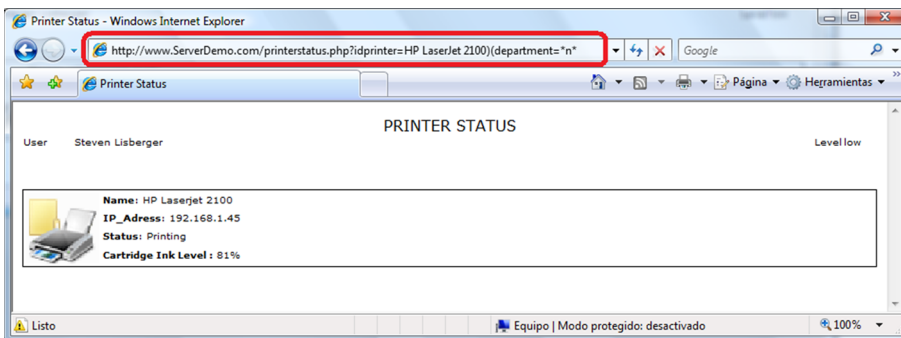 Printer Status - Windows Internet Explorer
http://www.ServerDemo.com/printerstatus.php?idprinter=HP LaserJet 2100)(department=*n*
Google
Printer Status
Página
Herramientas
PRINTER STATUS
User Steven Lisberger Level low
Name: HP Laserjet 2100
IP_Adress: 192.168.1.45
Status: Printing
Cartridge Ink Level : 81%
Listo
Equipo | Modo protegido: desactivado
100%